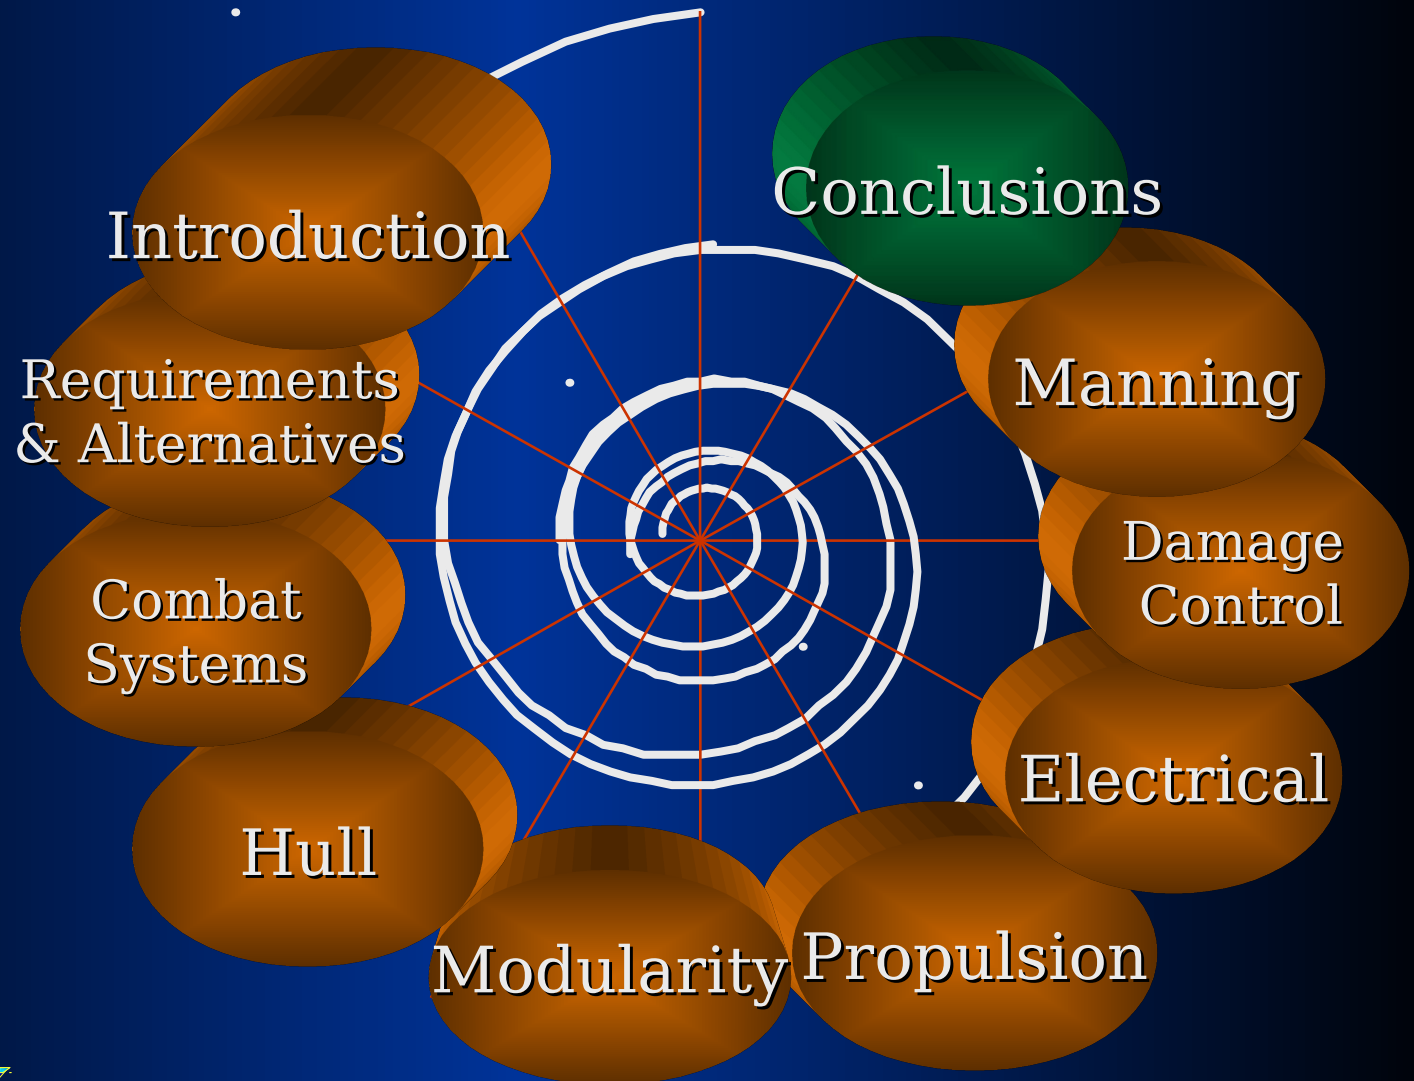 Introduction
Requirements
& Alternatives
Combat
Systems
Hull
Modularity
Propulsion
Electrical
Damage
Control
Manning
Conclusions